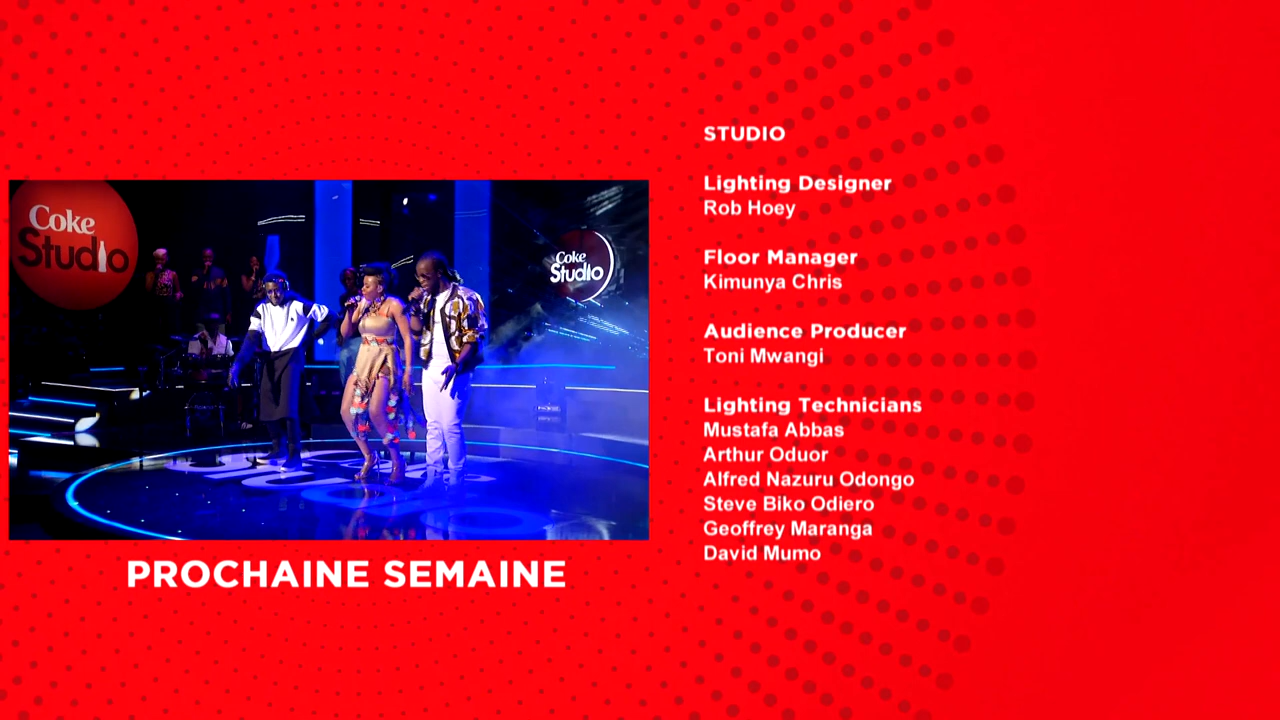 Coke
Studio
Coke
Studio
PROCHAINE SEMAINE
STUDIO
Lighting Designer
Rob Hoey
Floor Manager
Kimunya Chris
Audience Producer
Toni Mwangi
Lighting Technicians
Mustafa Abbas
Arthur Oduor
Alfred Nazuru Odongo
Steve Biko Odiero
Geoffrey Maranga
David Mumo